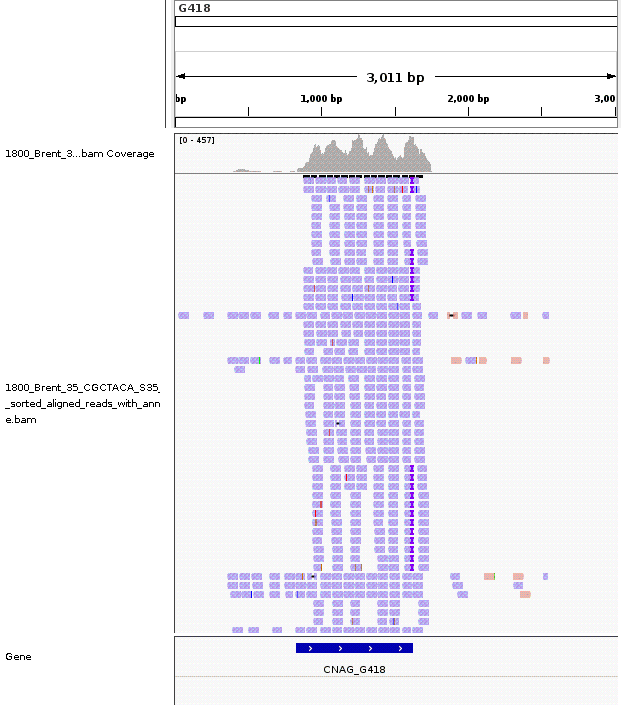 G418
3,011 bp
bp
1,000 bp
2,000 bp
3,00
[0 - 457]
1800_Brent_3...bam Coverage
1800_Brent_35_CGCTACA_S35_
_sorted_aligned_reads_with_ann
e.bam
Gene
CNAG_G418